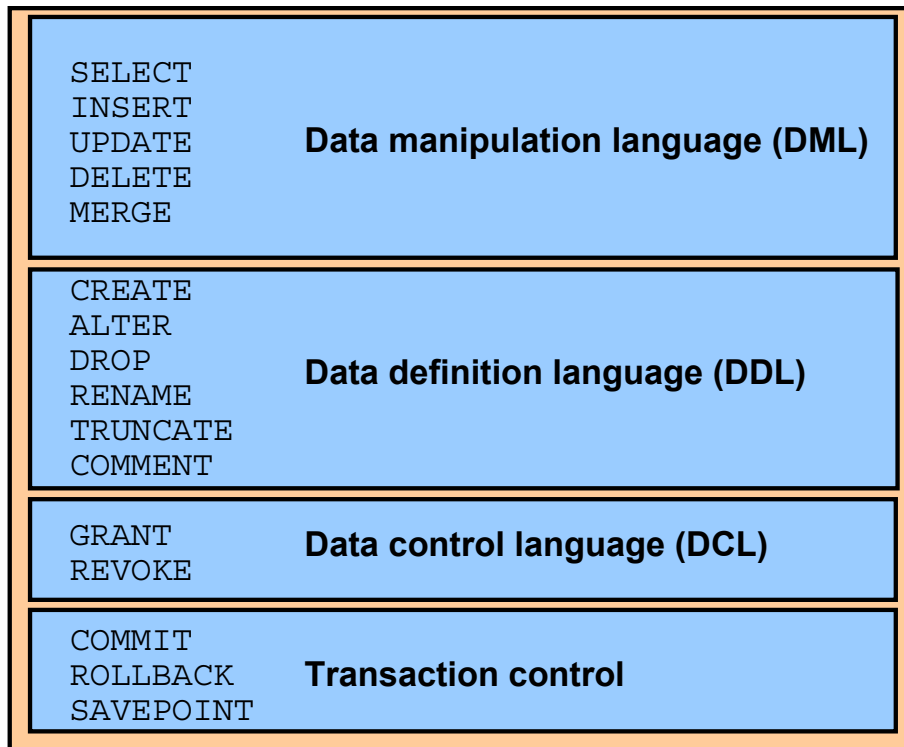 SELECT
INSERT
UPDATE
DELETE
MERGE
Data manipulation language (DML)
CREATE
ALTER
DROP
RENAME
TRUNCATE
COMMENT
Data definition language (DDL)
GRANT
REVOKE
Data control language (DCL)
COMMIT
ROLLBACK
SAVEPOINT
Transaction control